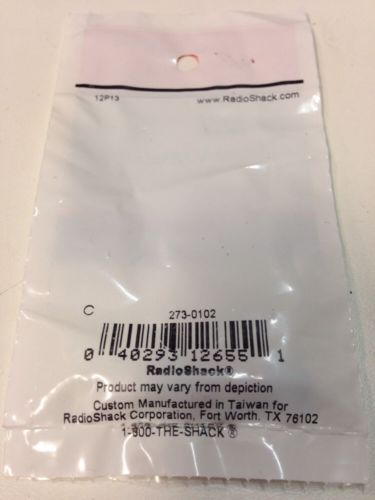 12P13 www.RadioShack.com
C 273-0102
0 40293 12655 1
RadioShack®
Product may vary from depiction
Custom Manufactured in Taiwan for
RadioShack Corporation, Fort Worth, TX 76102
1-800-THE-SHACK ®